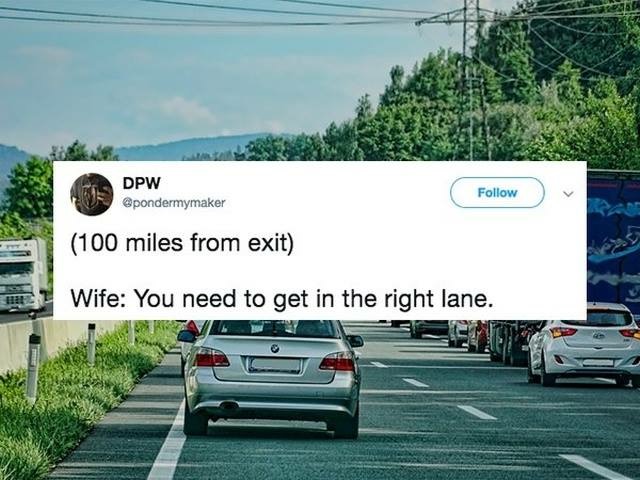 DPW
@pondermymaker
Follow
(100 miles from exit)
Wife: You need to get in the right lane.